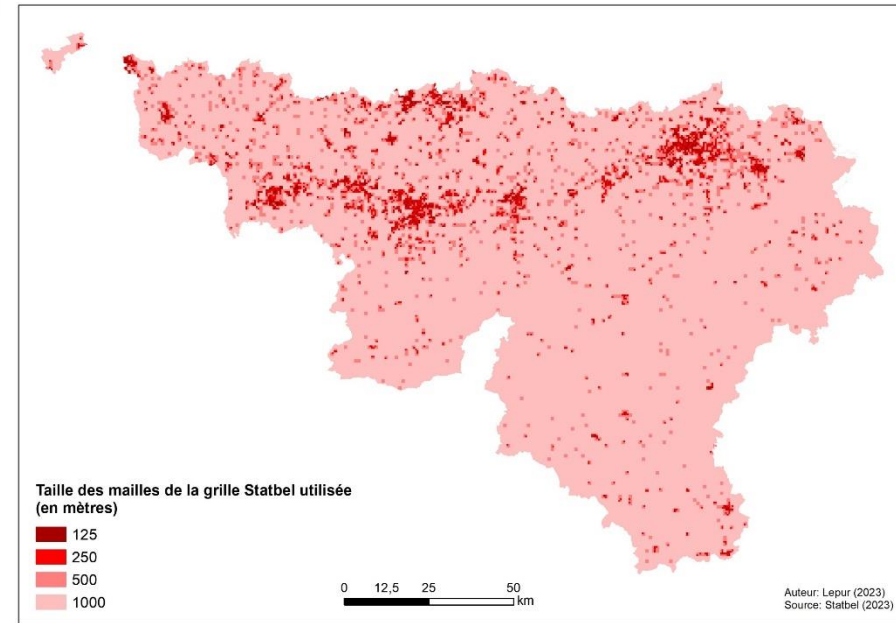 Taille des mailles de la grille Statbel utilisée
(en mètres)
125
250
500
1000
0 12,5 25 50
km
Auteur: Lepur (2023)
Source: Statbel (2023)